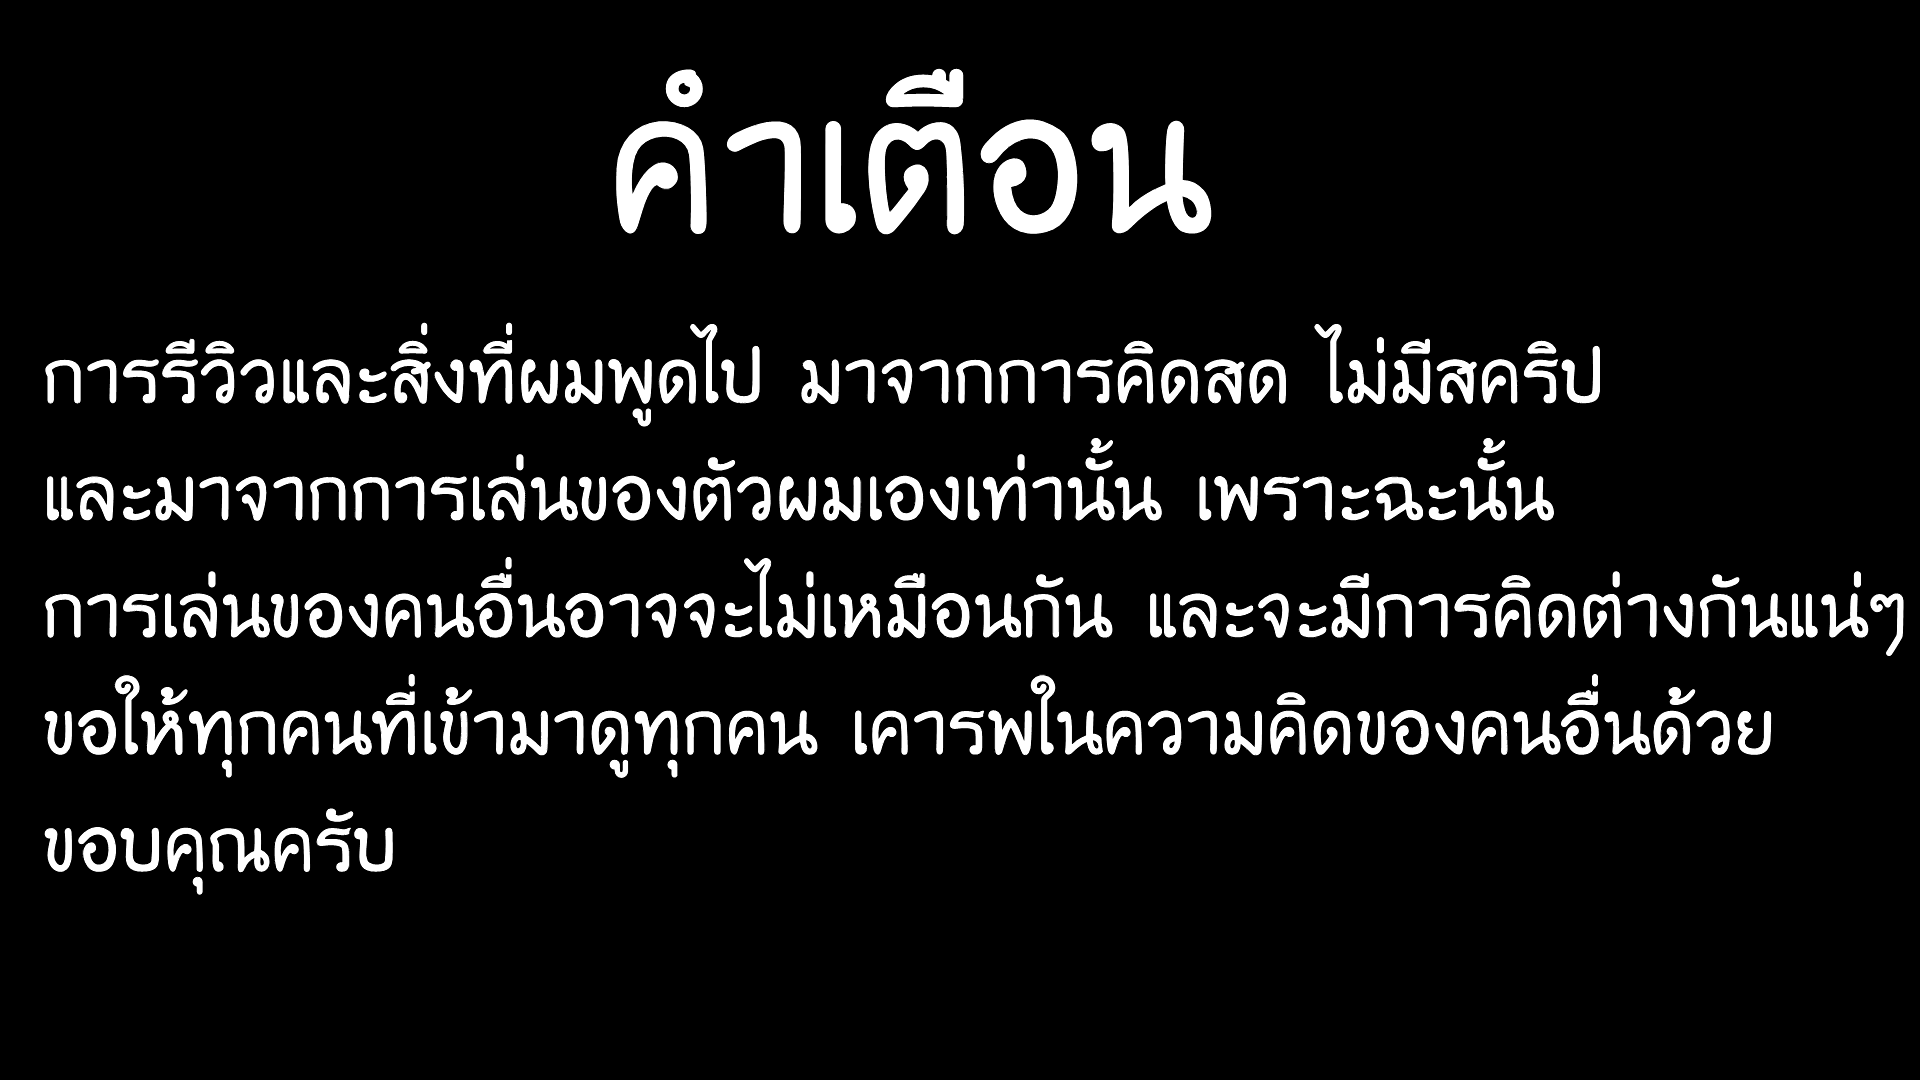 คำเตือน
การรีวิวและสิ่งที่ผมพูดไป มาจากการคิดสด ไม่มีสคริป
และมาจากการเล่นของตัวผมเองเท่านั้น เพราะฉะนั้น
การเล่นของคนอื่นอาจจะไม่เหมือนกัน และจะมีการคิดต่างกันแน่ๆ
ขอให้ทุกคนที่เข้ามาดูทุกคน เคารพในความคิดของคนอื่นด้วย
ขอบคุณครับ